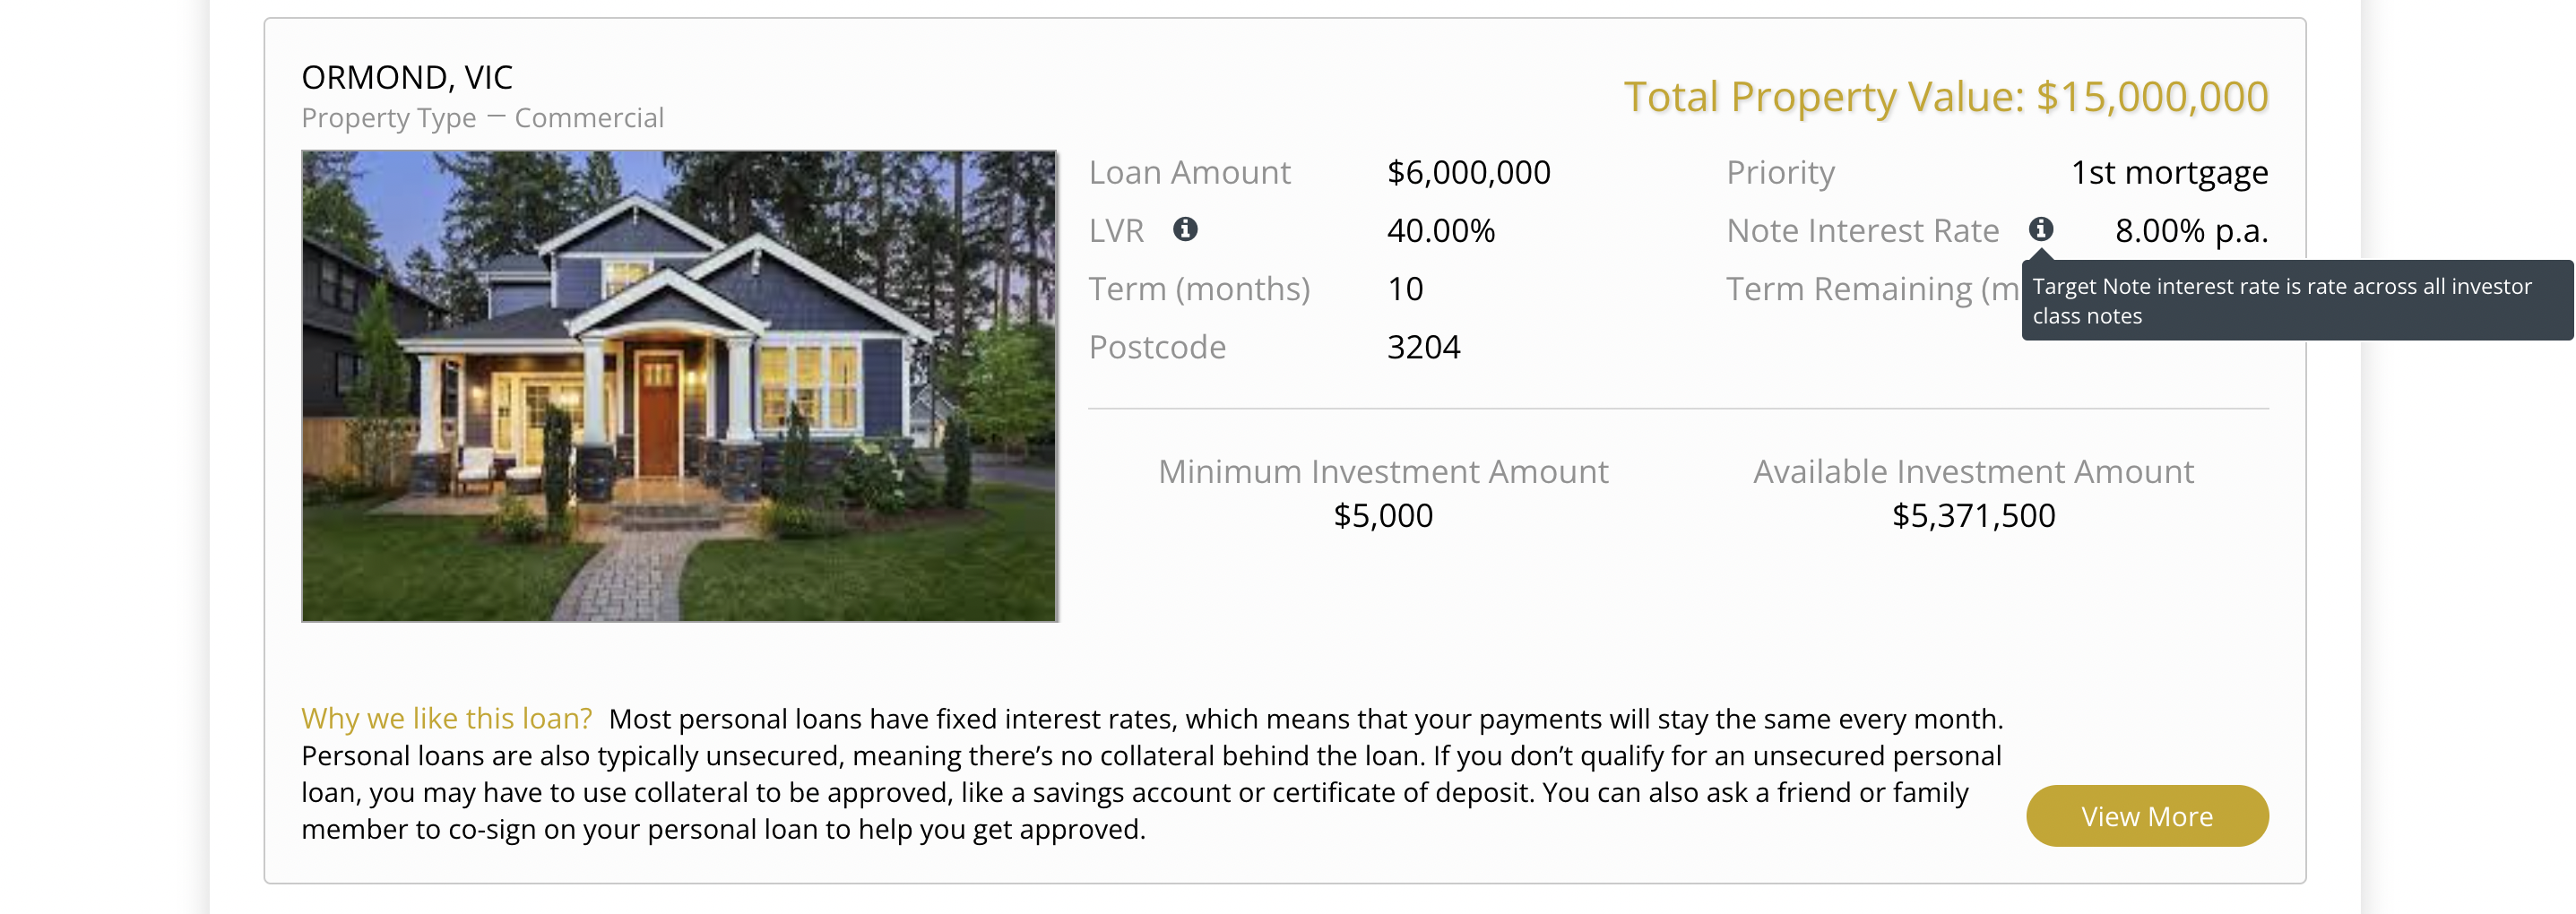 ORMOND, VIC
Property Type — Commercial
Total Property Value: $15,000,000
Loan Amount $6,000,000
LVR 40.00%
Term (months) 10
Postcode 3204
Priority 1st mortgage
Note Interest Rate 8.00% p.a.
Term Remaining (m
Target Note interest rate is rate across all investor
class notes
Minimum Investment Amount
$5,000
Available Investment Amount
$5,371,500
Why we like this loan? Most personal loans have fixed interest rates, which means that your payments will stay the same every month.
Personal loans are also typically unsecured, meaning there’s no collateral behind the loan. If you don’t qualify for an unsecured personal
loan, you may have to use collateral to be approved, like a savings account or certificate of deposit. You can also ask a friend or family
member to co-sign on your personal loan to help you get approved.
View More